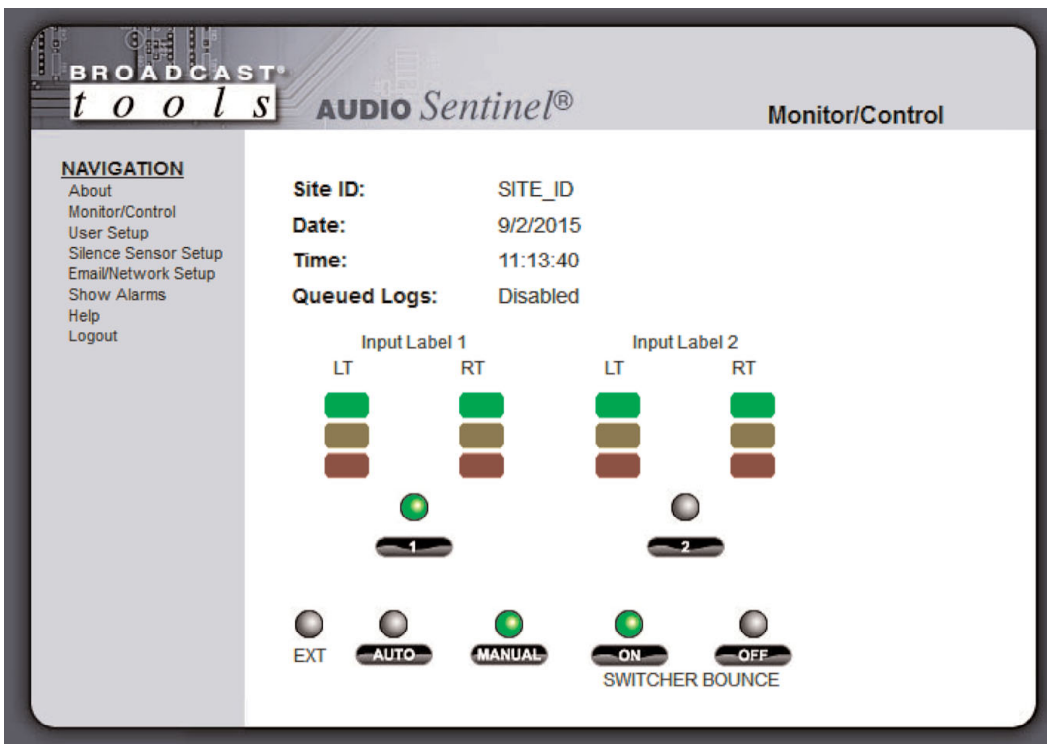 BROADCAST®
tools
AUDIO Sentinel®
Monitor/Control
NAVIGATION
About
Monitor/Control
User Setup
Silence Sensor Setup
Email/Network Setup
Show Alarms
Help
Logout
Site ID: SITE_ID
Date: 9/2/2015
Time: 11:13:40
Queued Logs: Disabled
Input Label 1 Input Label 2
LT RT LT RT
1 2
EXT AUTO MANUAL ON OFF
SWITCHER BOUNCE